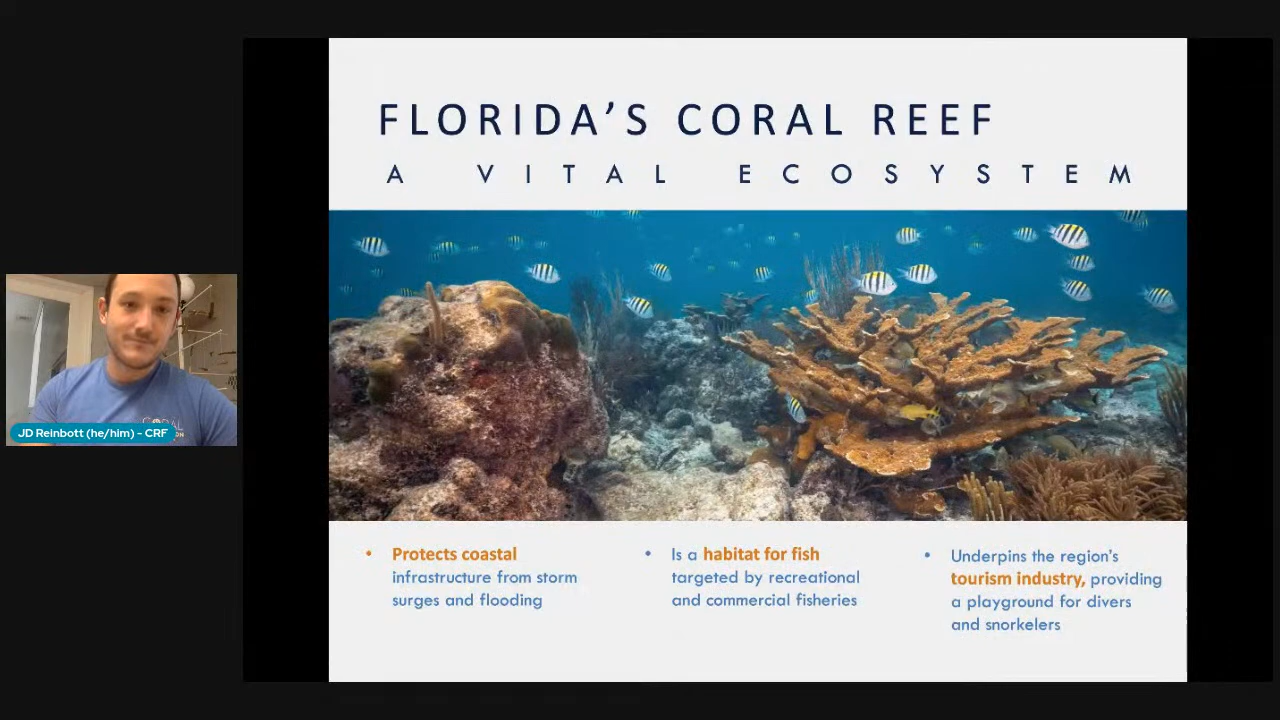 FLORIDA'S CORAL REEF
A VITAL ECOSYSTEM
JD Reinbott (he/him) - CRF
CORAL
• Protects coastal
infrastructure from storm
surges and flooding
• Is a habitat for fish
targeted by recreational
and commercial fisheries
• Underpins the region's
tourism industry, providing
a playground for divers
and snorkelers